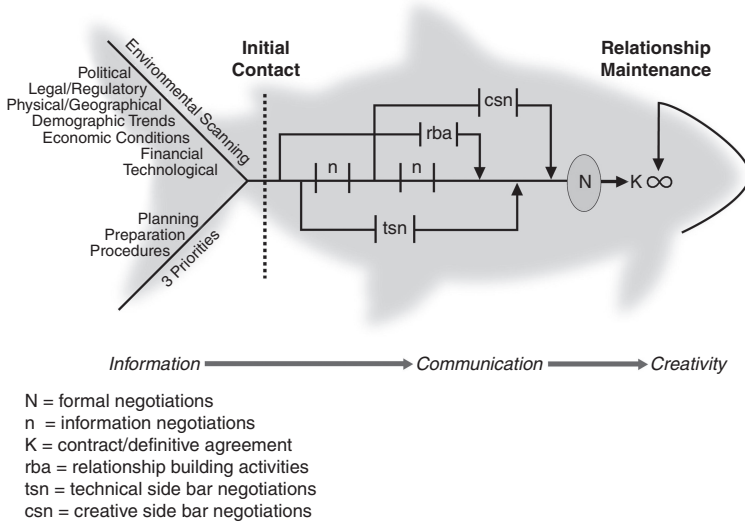 Environmental Scanning
Political
Legal/Regulatory
Physical/Geographical
Demographic Trends
Economic Conditions
Financial
Technological
Planning
Preparation
Procedures
3 Priorities
Initial
Contact
n
n
rba
csn
tsn
N
K ∞
Relationship
Maintenance
Information
Communication
Creativity
N = formal negotiations
n = information negotiations
K = contract/definitive agreement
rba = relationship building activities
tsn = technical side bar negotiations
csn = creative side bar negotiations